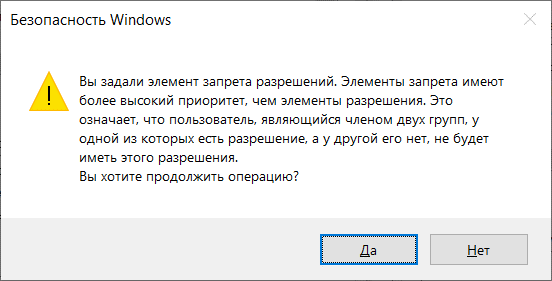 Безопасность Windows
Вы задали элемент запрета разрешений. Элементы запрета имеют
более высокий приоритет, чем элементы разрешения. Это
означает, что пользователь, являющийся членом двух групп, у
одной из которых есть разрешение, а у другой его нет, не будет
иметь этого разрешения.
Вы хотите продолжить операцию?
Да
Нет